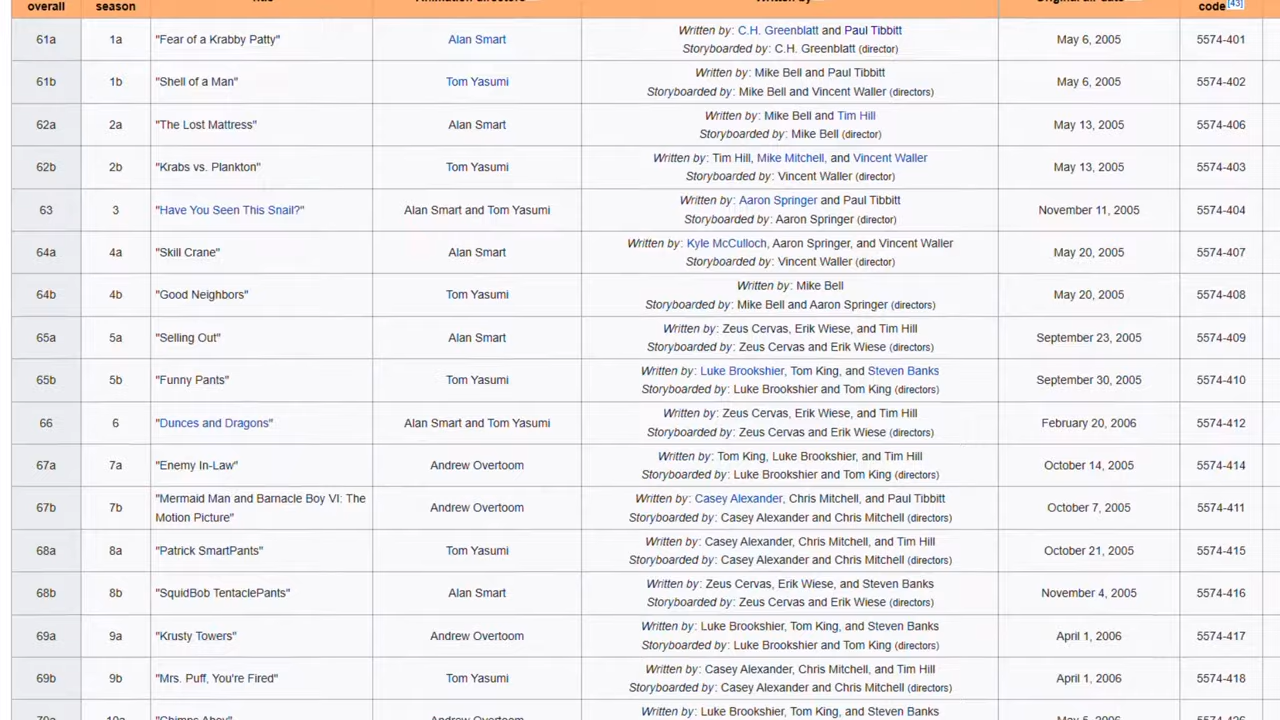 overall season Title Animation directors Written by Original air date code[43]
61a 1a "Fear of a Krabby Patty" Alan Smart Written by: C.H. Greenblatt and Paul Tibbitt
Storyboarded by: C.H. Greenblatt (director) May 6, 2005 5574-401
61b 1b "Shell of a Man" Tom Yasumi Written by: Mike Bell and Paul Tibbitt
Storyboarded by: Mike Bell and Vincent Waller (directors) May 6, 2005 5574-402
62a 2a "The Lost Mattress" Alan Smart Written by: Mike Bell and Tim Hill
Storyboarded by: Mike Bell (director) May 13, 2005 5574-406
62b 2b "Krabs vs. Plankton" Tom Yasumi Written by: Tim Hill, Mike Mitchell, and Vincent Waller
Storyboarded by: Vincent Waller (director) May 13, 2005 5574-403
63 3 "Have You Seen This Snail?" Alan Smart and Tom Yasumi Written by: Aaron Springer and Paul Tibbitt
Storyboarded by: Aaron Springer (director) November 11, 2005 5574-404
64a 4a "Skill Crane" Alan Smart Written by: Kyle McCulloch, Aaron Springer, and Vincent Waller
Storyboarded by: Vincent Waller (director) May 20, 2005 5574-407
64b 4b "Good Neighbors" Tom Yasumi Written by: Mike Bell
Storyboarded by: Mike Bell and Aaron Springer (directors) May 20, 2005 5574-408
65a 5a "Selling Out" Alan Smart Written by: Zeus Cervas, Erik Wiese, and Tim Hill
Storyboarded by: Zeus Cervas and Erik Wiese (directors) September 23, 2005 5574-409
65b 5b "Funny Pants" Tom Yasumi Written by: Luke Brookshier, Tom King, and Steven Banks
Storyboarded by: Luke Brookshier and Tom King (directors) September 30, 2005 5574-410
66 6 "Dunces and Dragons" Alan Smart and Tom Yasumi Written by: Zeus Cervas, Erik Wiese, and Tim Hill
Storyboarded by: Zeus Cervas and Erik Wiese (directors) February 20, 2006 5574-412
67a 7a "Enemy In-Law" Andrew Overtoom Written by: Tom King, Luke Brookshier, and Tim Hill
Storyboarded by: Luke Brookshier and Tom King (directors) October 14, 2005 5574-414
67b 7b "Mermaid Man and Barnacle Boy VI: The
Motion Picture" Andrew Overtoom Written by: Casey Alexander, Chris Mitchell, and Paul Tibbitt
Storyboarded by: Casey Alexander and Chris Mitchell (directors) October 7, 2005 5574-411
68a 8a "Patrick SmartPants" Tom Yasumi Written by: Casey Alexander, Chris Mitchell, and Tim Hill
Storyboarded by: Casey Alexander and Chris Mitchell (directors) October 21, 2005 5574-415
68b 8b "SquidBob TentaclePants" Alan Smart Written by: Zeus Cervas, Erik Wiese, and Steven Banks
Storyboarded by: Zeus Cervas and Erik Wiese (directors) November 4, 2005 5574-416
69a 9a "Krusty Towers" Andrew Overtoom Written by: Luke Brookshier, Tom King, and Steven Banks
Storyboarded by: Luke Brookshier and Tom King (directors) April 1, 2006 5574-417
69b 9b "Mrs. Puff, You're Fired" Tom Yasumi Written by: Casey Alexander, Chris Mitchell, and Tim Hill
Storyboarded by: Casey Alexander and Chris Mitchell (directors) April 1, 2006 5574-418
70a 10a "Chimps Ahoy" Andrew Overtoom Written by: Luke Brookshier, Tom King, and Steven Banks May 5, 2006 5574-426